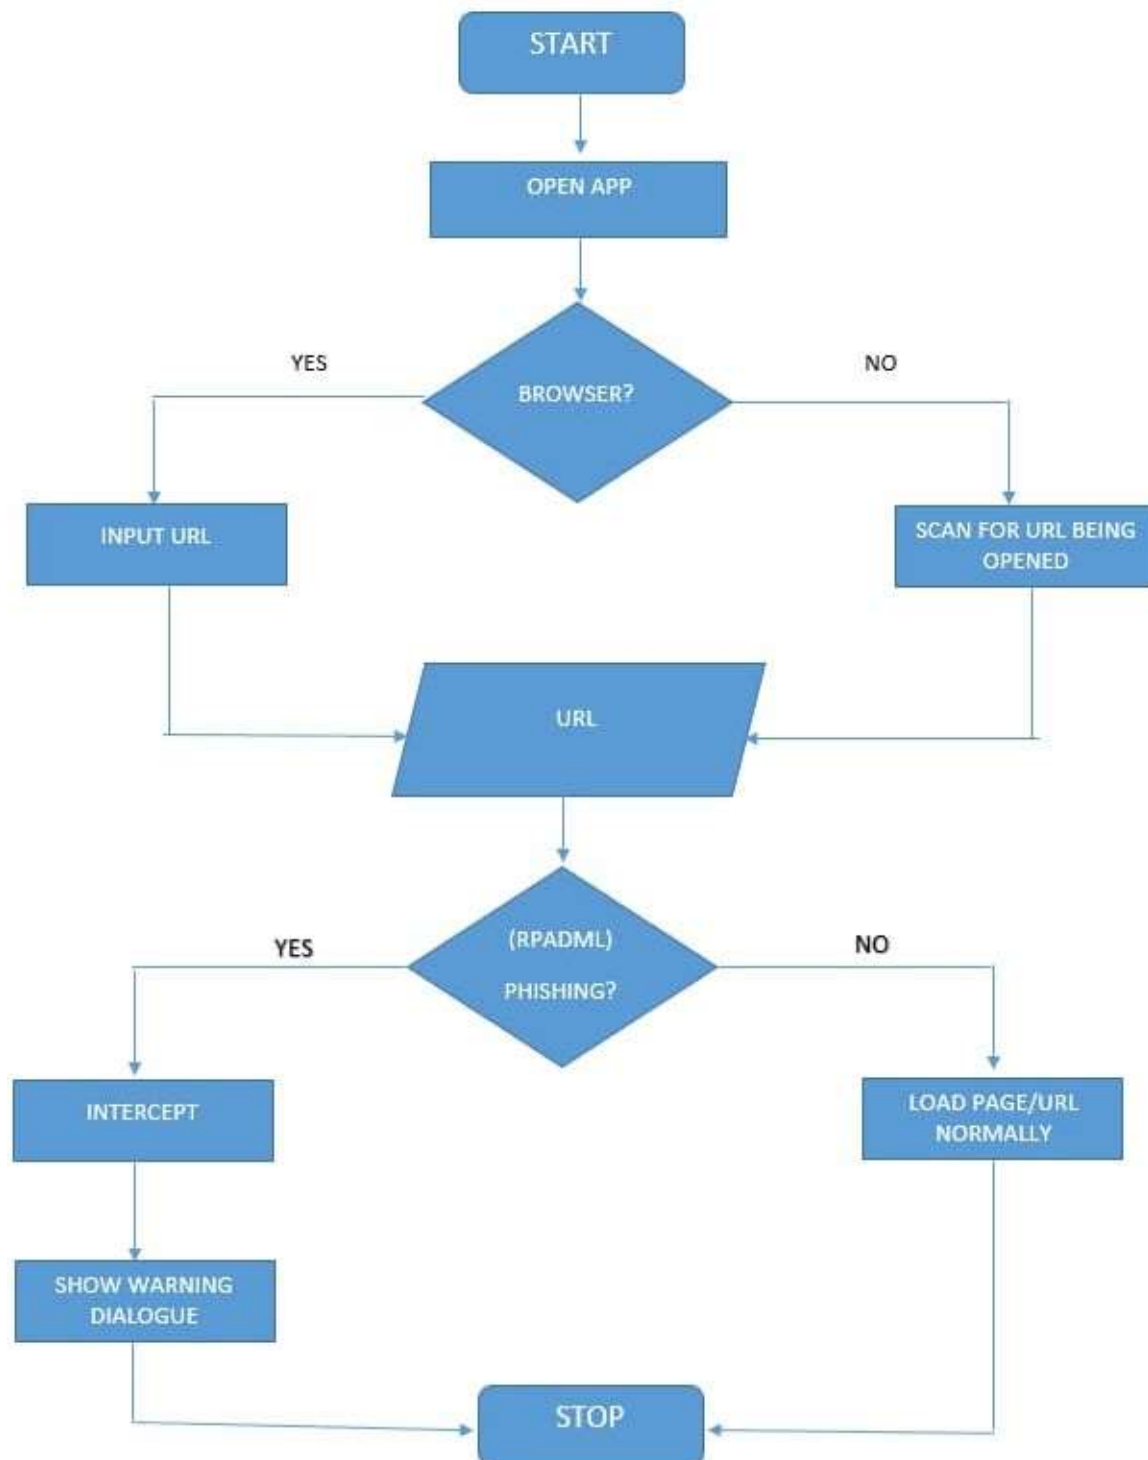 START
OPEN APP
YES
NO
BROWSER?
INPUT URL
SCAN FOR URL BEING
OPENED
URL
YES
(RPADML)
NO
PHISHING?
INTERCEPT
LOAD PAGE/URL
NORMALLY
SHOW WARNING
DIALOGUE
STOP